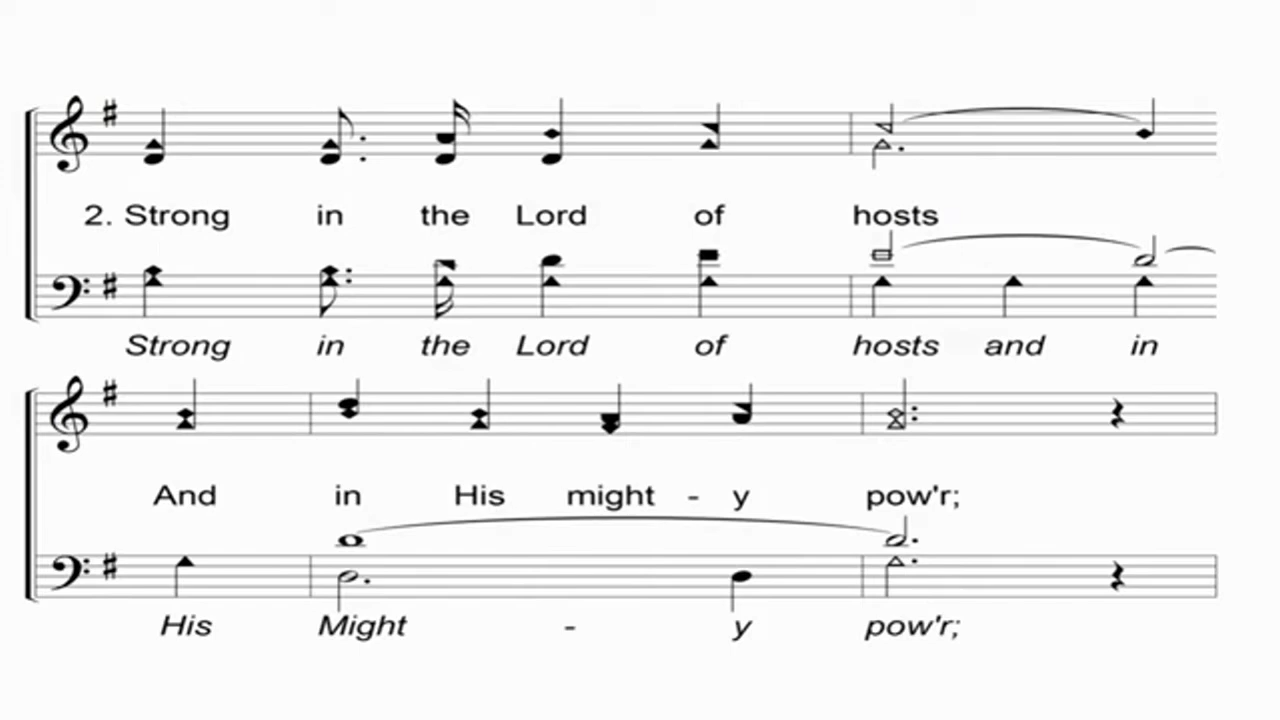 2. Strong in the Lord of hosts
Strong in the Lord of hosts and in
And in His might - y pow'r;
His Might - y pow'r;